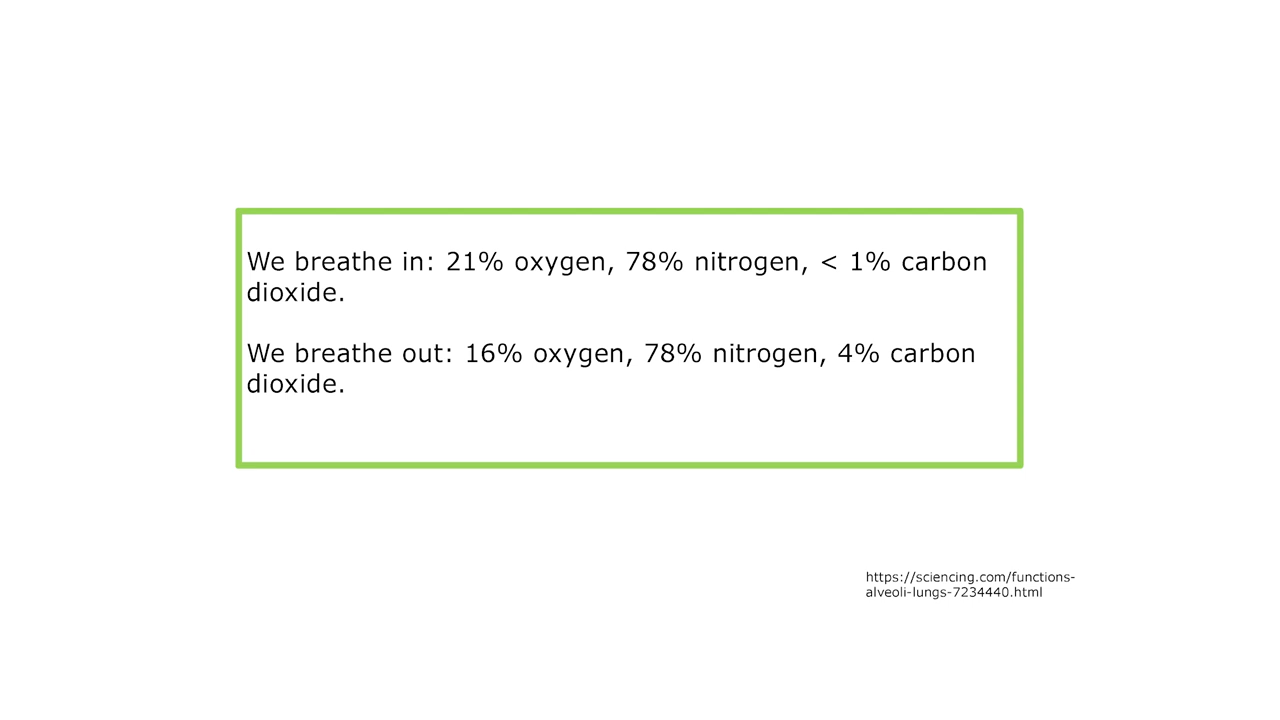 We breathe in: 21% oxygen, 78% nitrogen, < 1% carbon
dioxide.
We breathe out: 16% oxygen, 78% nitrogen, 4% carbon
dioxide.
https://sciencing.com/functions-
alveoli-lungs-7234440.html